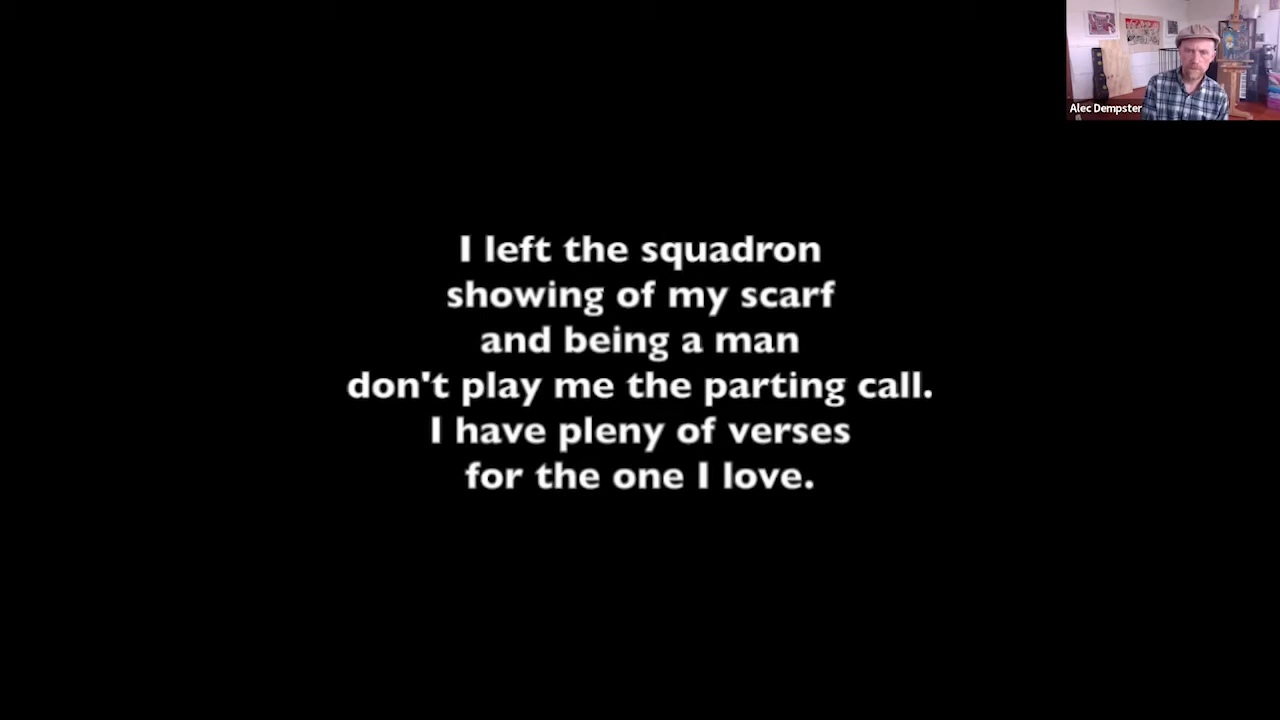 Alec Dempster
I left the squadron
showing of my scarf
and being a man
don't play me the parting call.
I have pleny of verses
for the one I love.